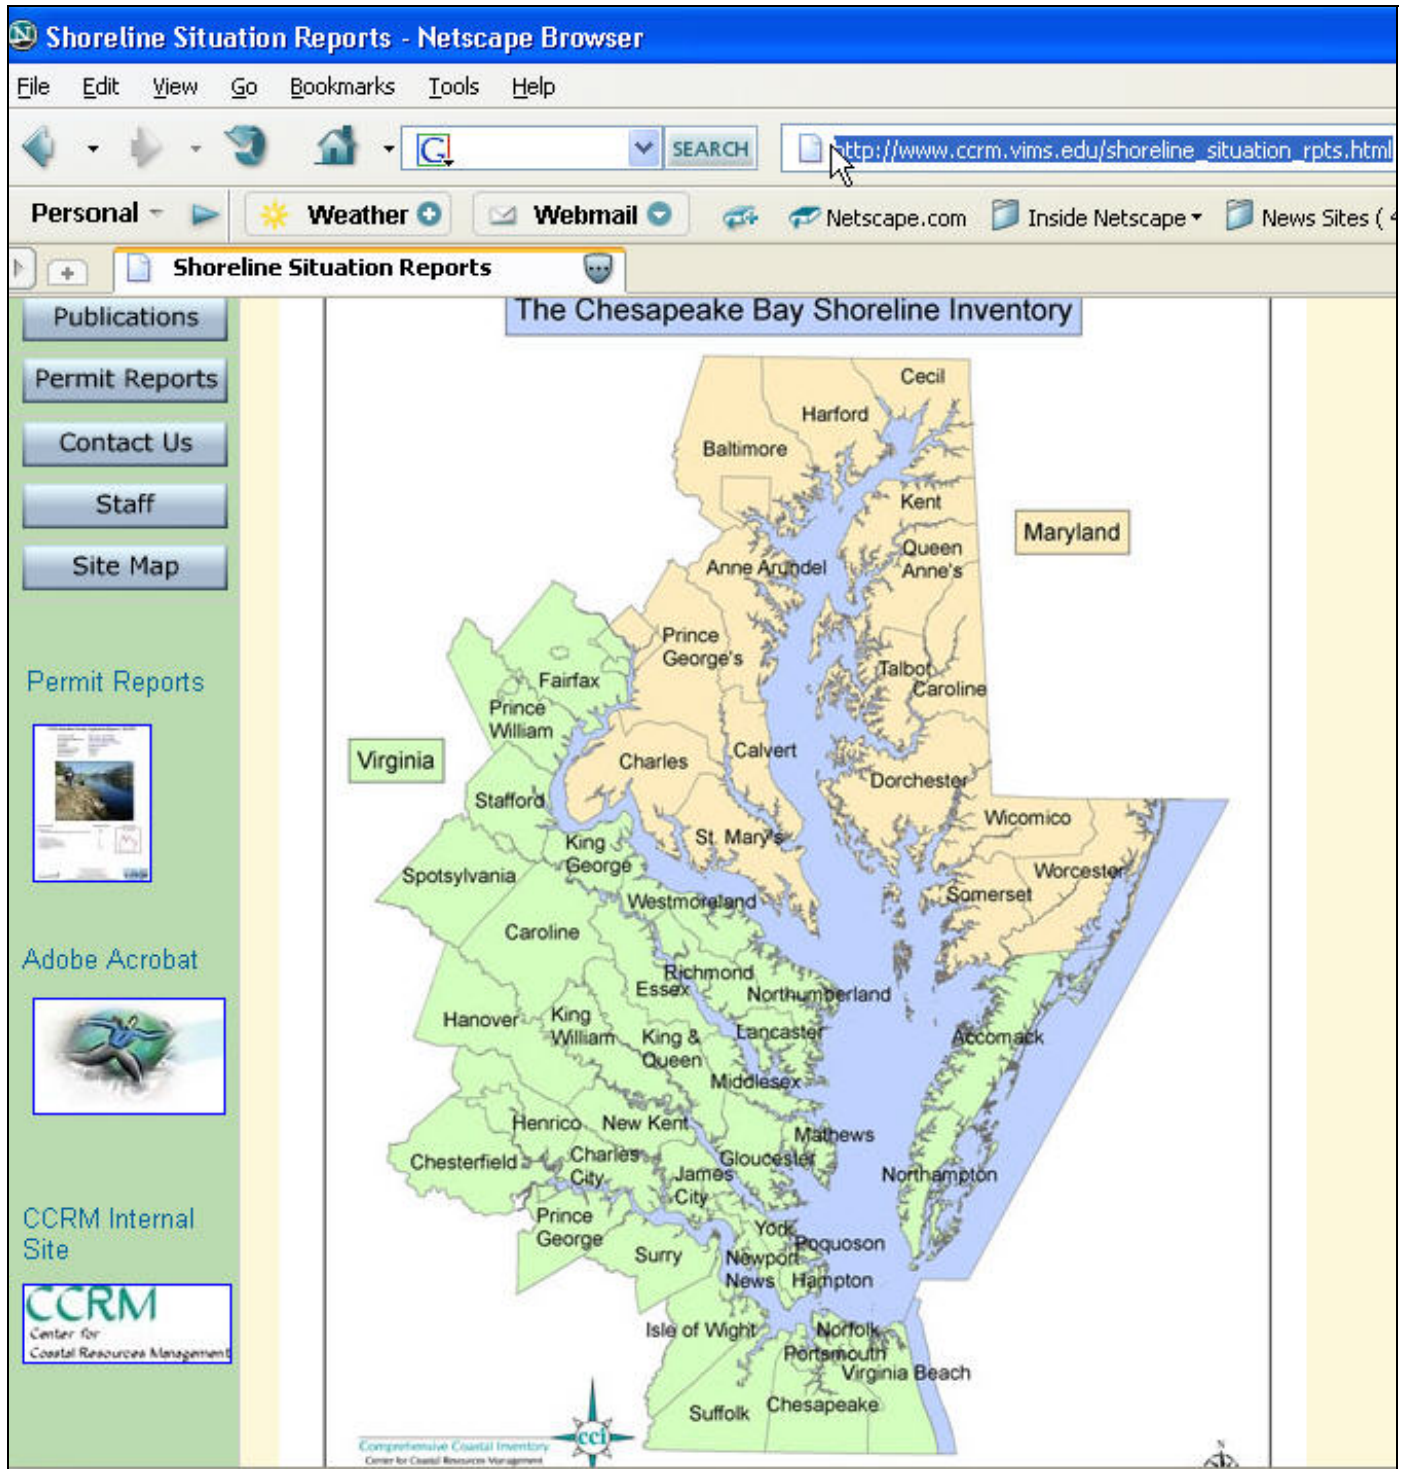 Shoreline Situation Reports - Netscape Browser
File Edit View Go Bookmarks Tools Help
SEARCH
http://www.ccrm.vims.edu/shoreline_situation_rpts.html
Personal Weather Webmail Netscape.com Inside Netscape News Sites ( 4
Shoreline Situation Reports
Publications
Permit Reports
Contact Us
Staff
Site Map
Permit Reports
Adobe Acrobat
CCRM Internal
Site
CCRM
Center for
Coastal Resources Management
The Chesapeake Bay Shoreline Inventory
Cecil
Harford
Baltimore
Kent
Maryland
Queen
Anne's
Anne Arundel
Prince
George's
Talbot
Caroline
Fairfax
Prince
William
Virginia
Charles
Calvert
Dorchester
Stafford
Wicomico
St. Mary's
King
George
Worcester
Spotsylvania
Somerset
Westmoreland
Caroline
Richmond
Essex
Northumberland
Hanover
King
William
King &
Queen
Lancaster
Accomack
Middlesex
Henrico
New Kent
Mathews
Chesterfield
Charles
City
Gloucester
James
City
Northampton
Prince
George
York
Poquoson
Surry
Newport
News
Hampton
Isle of Wight
Norfolk
Portsmouth
Virginia Beach
Suffolk
Chesapeake
Comprehensive Coastal Inventory
Center for Coastal Resources Management
cci
N